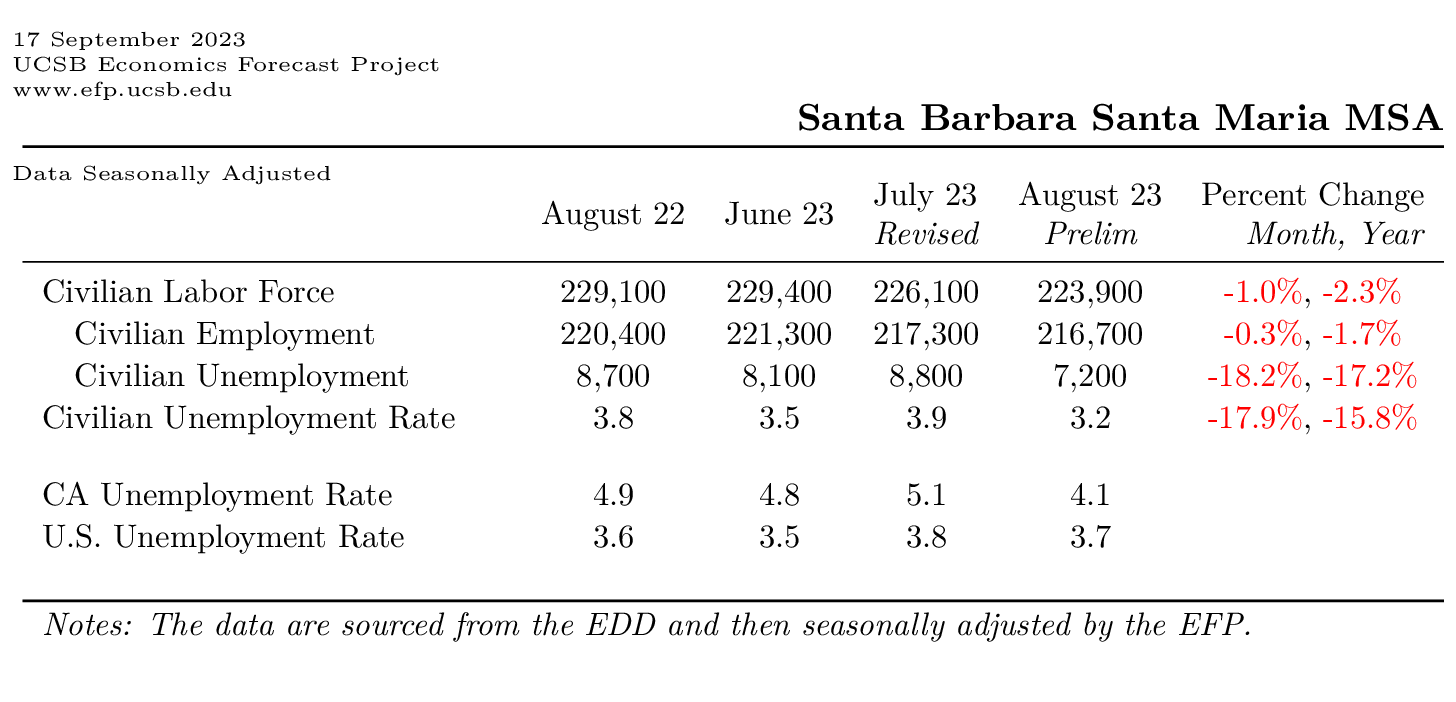 17 September 2023
UCSB Economics Forecast Project
www.efp.ucsb.edu
Santa Barbara Santa Maria MSA
Data Seasonally Adjusted
August 22 June 23 July 23 August 23 Percent Change
Revised Prelim Month, Year
Civilian Labor Force 229,100 229,400 226,100 223,900 -1.0%, -2.3%
Civilian Employment 220,400 221,300 217,300 216,700 -0.3%, -1.7%
Civilian Unemployment 8,700 8,100 8,800 7,200 -18.2%, -17.2%
Civilian Unemployment Rate 3.8 3.5 3.9 3.2 -17.9%, -15.8%
CA Unemployment Rate 4.9 4.8 5.1 4.1
U.S. Unemployment Rate 3.6 3.5 3.8 3.7
Notes: The data are sourced from the EDD and then seasonally adjusted by the EFP.